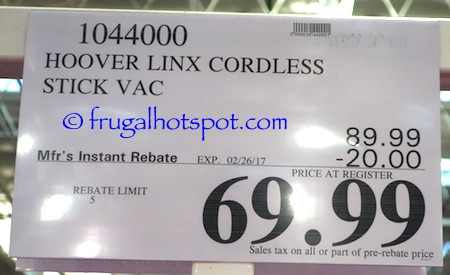 1044000
HOOVER LINX CORDLESS
STICK VAC
© frugalhotspot.com
89.99
Mfr's Instant Rebate EXP. 02/26/17 -20.00
PRICE AT REGISTER
REBATE LIMIT
5
69.99
Sales tax on all or part of pre-rebate price